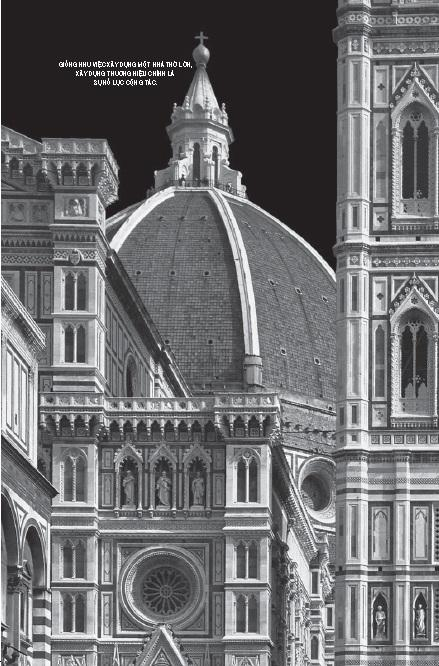 GIỐNG NHƯ VIỆC XÂY DỰNG MỘT NHÀ THỜ LỚN,
XÂY DỰNG THƯƠNG HIỆU CHÍNH LÀ
SỰ NỖ LỰC CỘNG TÁC.